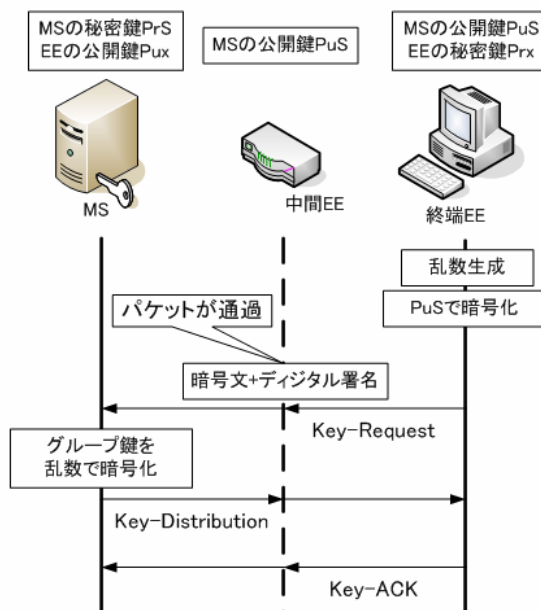 MSの秘密鍵PrS
EEの公開鍵Pux
MSの公開鍵PuS
MSの公開鍵PuS
EEの秘密鍵Prx
MS
中間EE
終端EE
乱数生成
PuSで暗号化
パケットが通過
暗号文+ディジタル署名
Key-Request
グループ鍵を
乱数で暗号化
Key-Distribution
Key-ACK